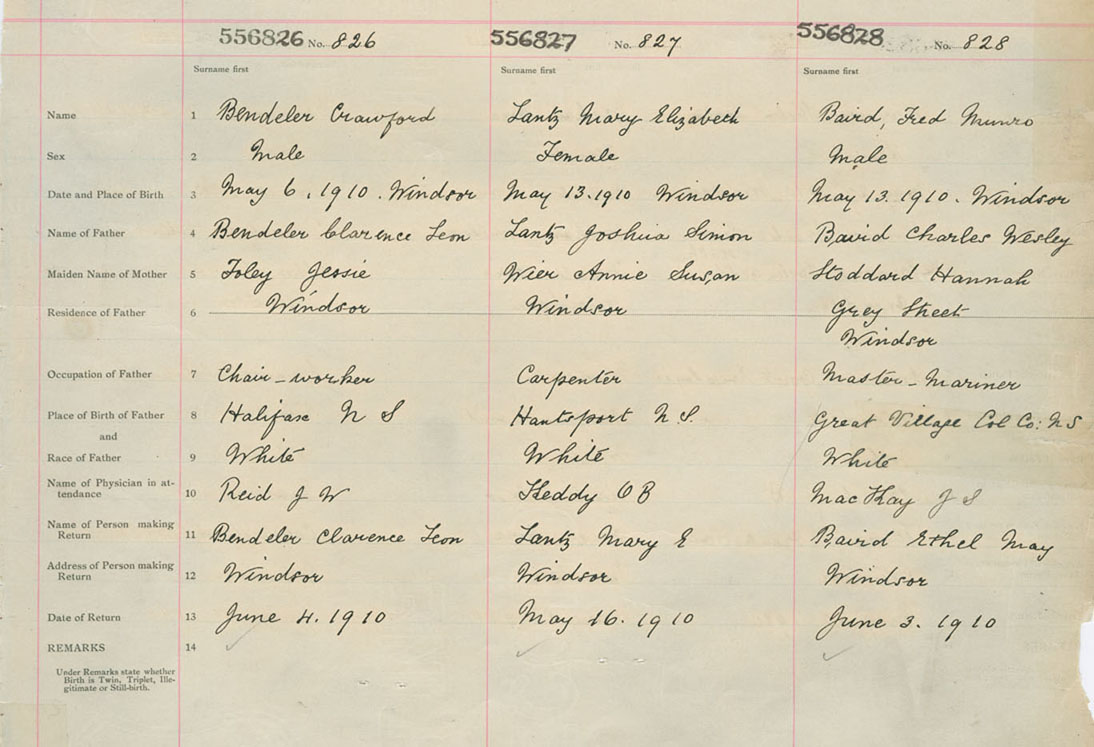 556826 No. 826 556827 No. 827 556828 No. 828
Surname first Surname first Surname first
Name 1 Bendeler Crawford Lantz Mary Elizabeth Baird, Fred Munro
Sex 2 Male Female Male
Date and Place of Birth 3 May 6, 1910. Windsor May 13. 1910 Windsor May 13. 1910. Windsor
Name of Father 4 Bendeler Clarence Leon Lantz Joshua Simon Baird Charles Wesley
Maiden Name of Mother 5 Foley Jessie Wier Annie Susan Stoddard Hannah
Residence of Father 6 Windsor Windsor Grey Street
Windsor
Occupation of Father 7 Chair-worker Carpenter Master-Mariner
Place of Birth of Father 8 Halifax N S Hantsport N.S. Great Village Col Co: N S
and
Race of Father 9 White White White
Name of Physician in at-
tendance 10 Reid J W Keddy O B MacKay J S
Name of Person making
Return 11 Bendeler Clarence Leon Lantz Mary E Baird Ethel May
Address of Person making
Return 12 Windsor Windsor Windsor
Date of Return 13 June 4. 1910 May 16. 1910 June 3. 1910
REMARKS 14
Under Remarks state whether
Birth is Twin, Triplet, Ille-
gitimate or Still-birth.